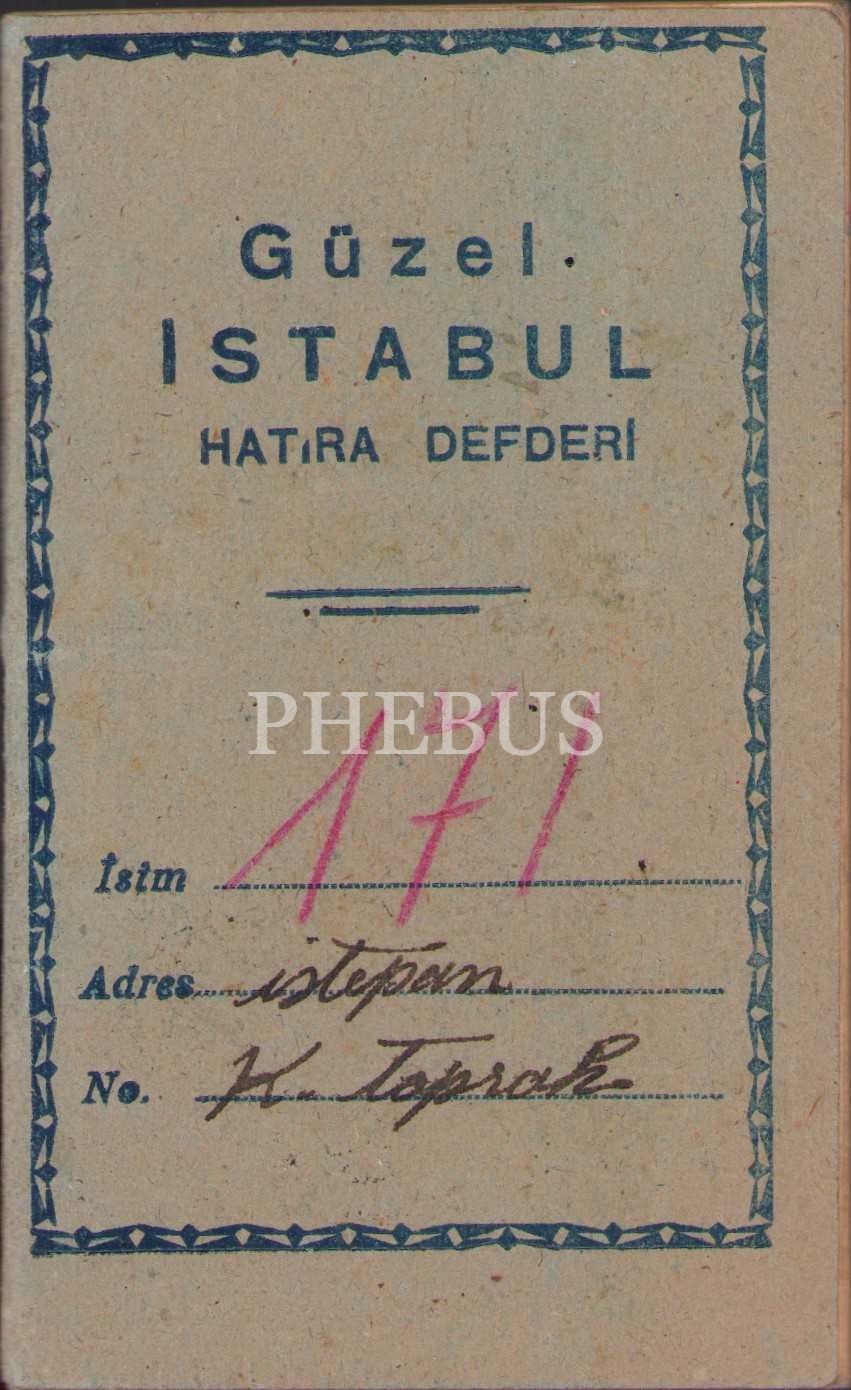 Güzel.
ISTABUL
HATıRA DEFDERİ
PHEBUS
171
İsim
Adres istepan
No. K. Toprak